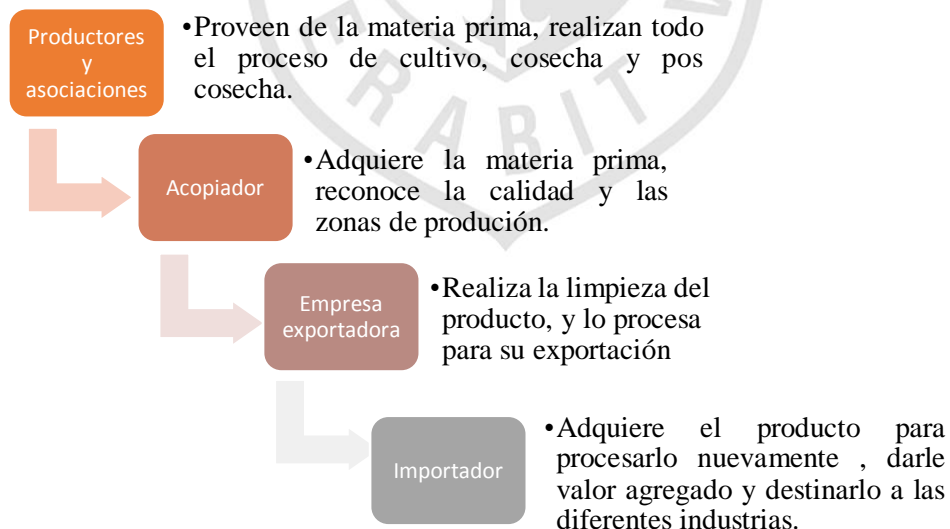 Productores
y
asociaciones
•Proveen de la materia prima, realizan todo
el proceso de cultivo, cosecha y pos
cosecha.
Acopiador
•Adquiere la materia prima,
reconoce la calidad y las
zonas de produción.
Empresa
exportadora
•Realiza la limpieza del
producto, y lo procesa
para su exportación
Importador
•Adquiere el producto para
procesarlo nuevamente , darle
valor agregado y destinarlo a las
diferentes industrias.